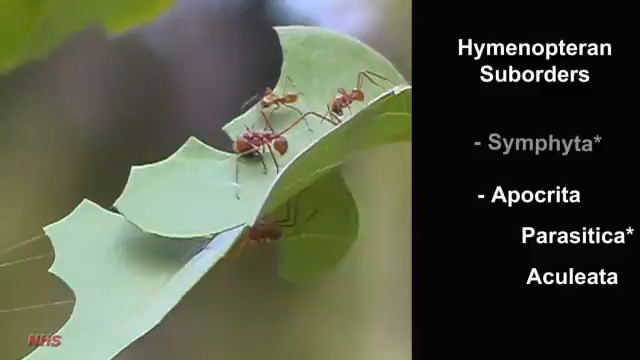 Hymenopteran
Suborders
- Symphyta*
- Apocrita
Parasitica*
Aculeata
NHS